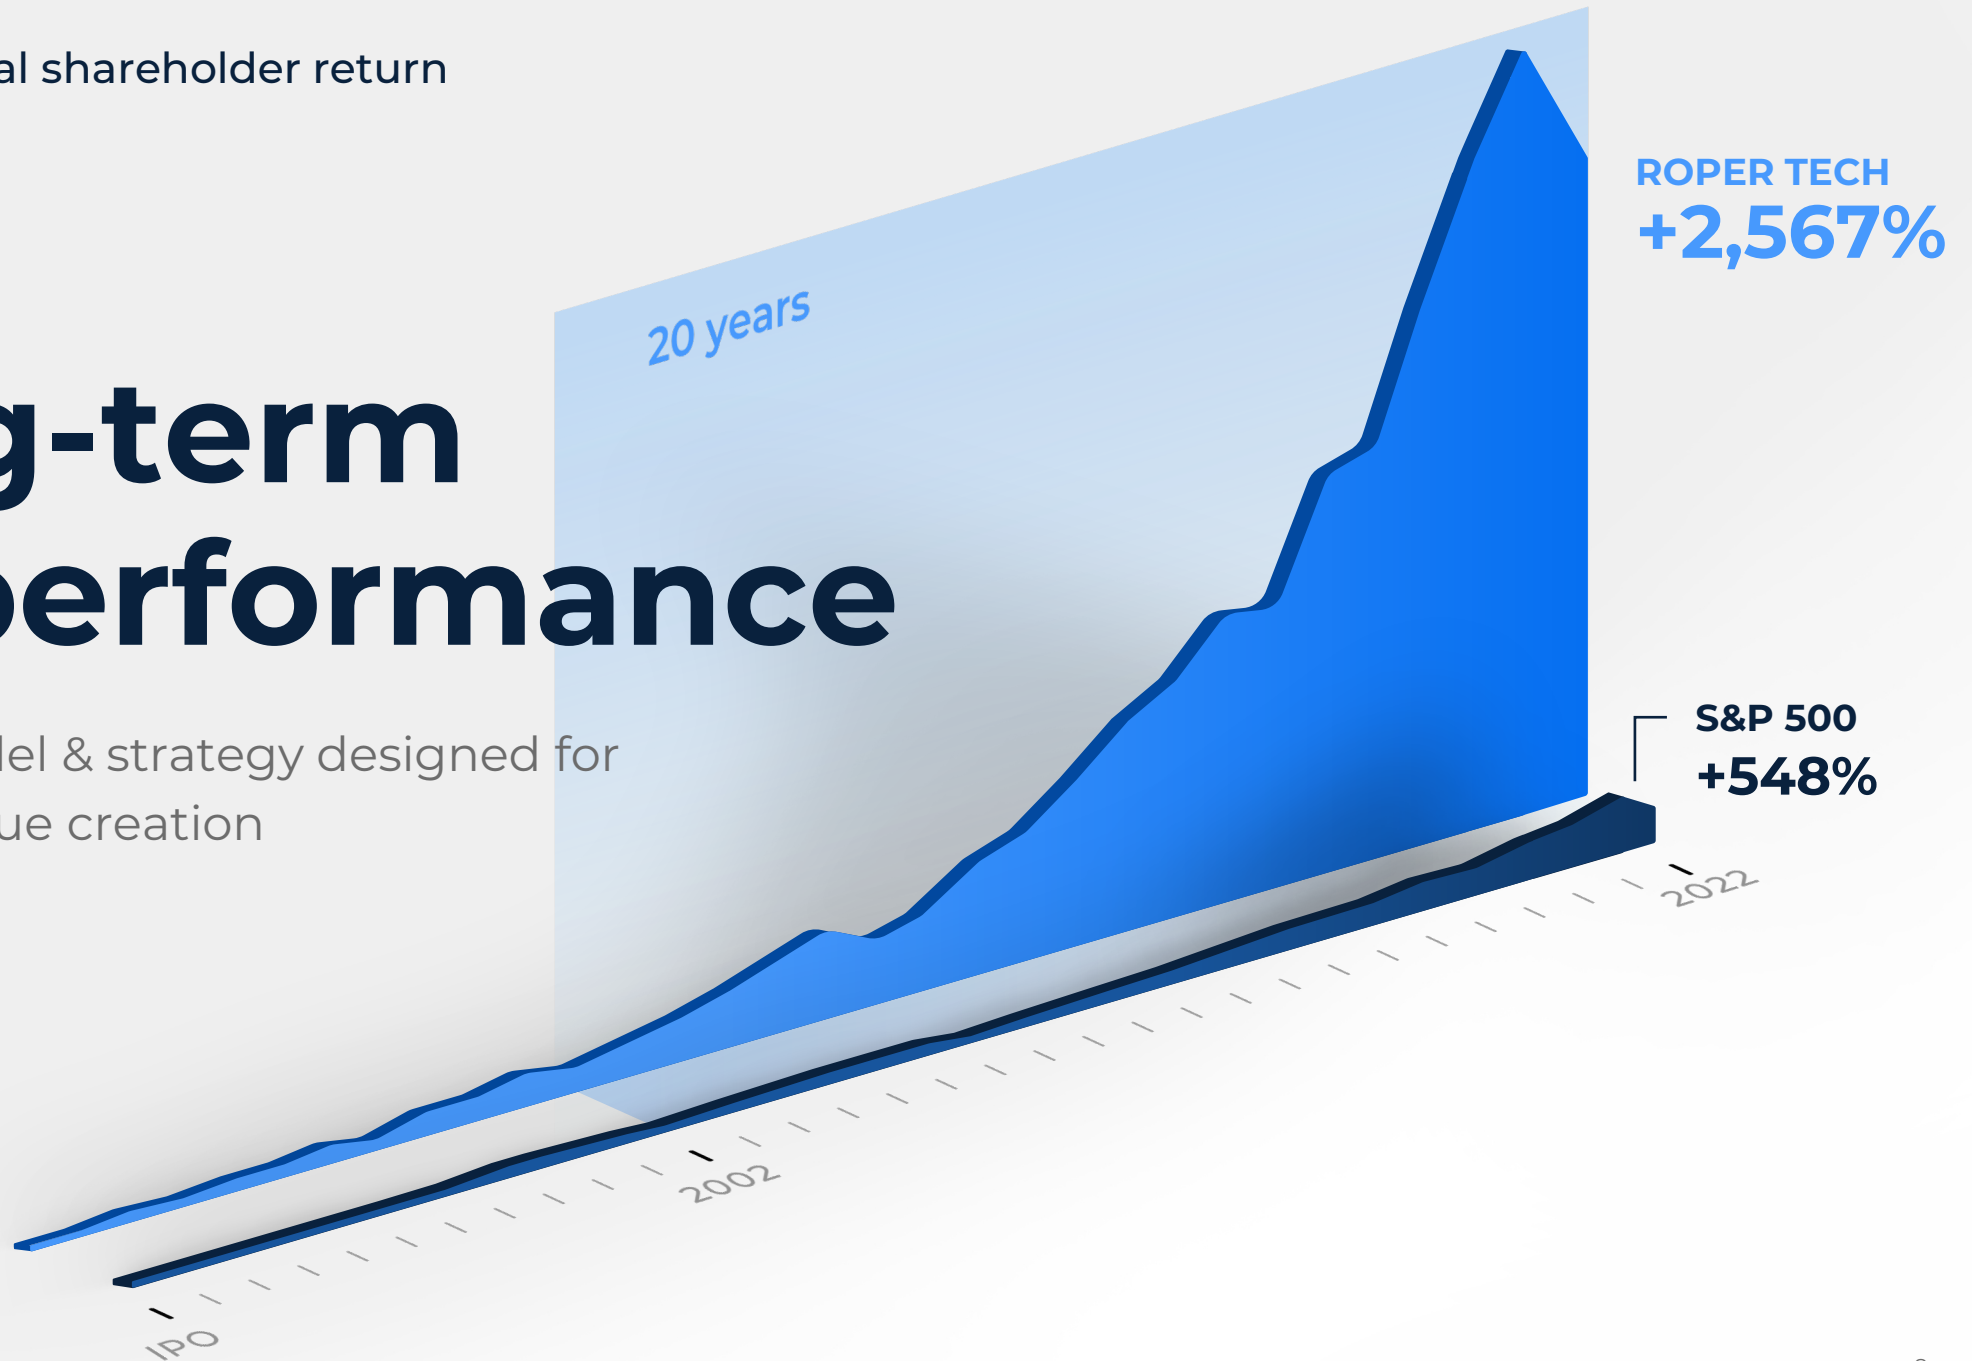 al shareholder return
20 years
ROPER TECH
+2,567%
g-term
performance
S&P 500
+548%
del & strategy designed for
ue creation
2022
2002
IPO